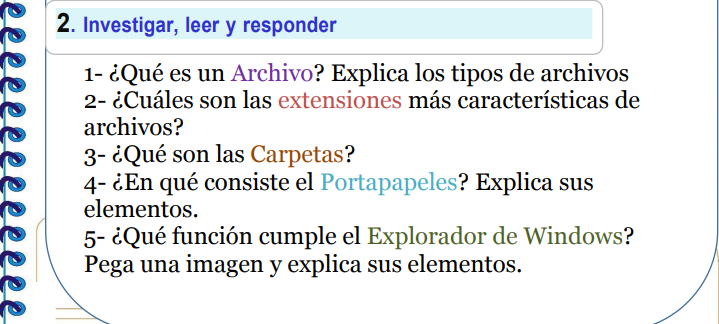 2. Investigar, leer y responder
1- ¿Qué es un Archivo? Explica los tipos de archivos
2- ¿Cuáles son las extensiones más características de
archivos?
3- ¿Qué son las Carpetas?
4- ¿En qué consiste el Portapapeles? Explica sus
elementos.
5- ¿Qué función cumple el Explorador de Windows?
Pega una imagen y explica sus elementos.